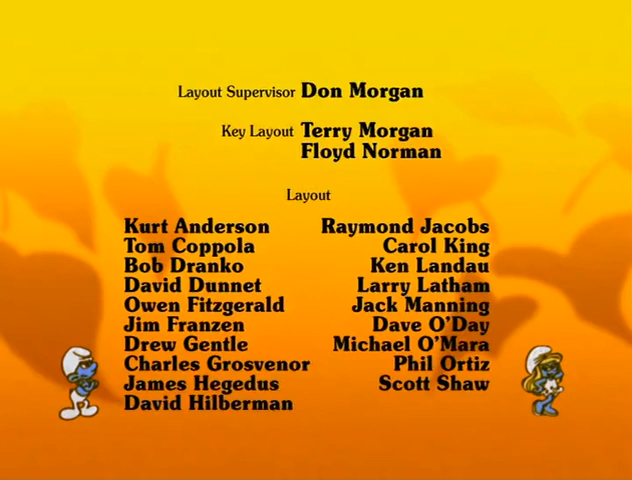 Layout Supervisor Don Morgan
Key Layout Terry Morgan
Floyd Norman
Layout
Kurt Anderson
Tom Coppola
Bob Dranko
David Dunnet
Owen Fitzgerald
Jim Franzen
Drew Gentle
Charles Grosvenor
James Hegedus
David Hilberman
Raymond Jacobs
Carol King
Ken Landau
Larry Latham
Jack Manning
Dave O'Day
Michael O'Mara
Phil Ortiz
Scott Shaw